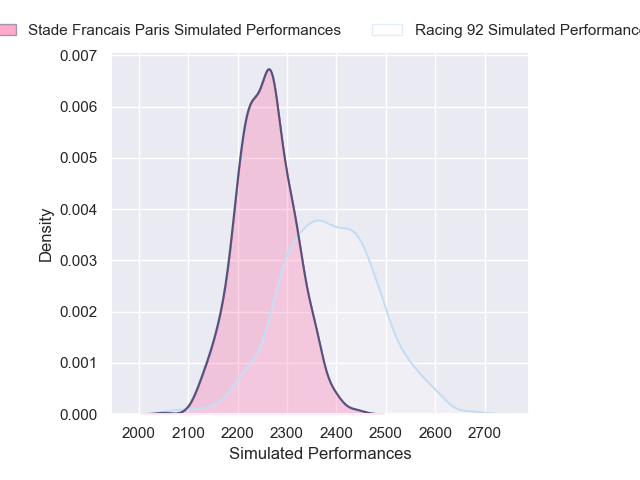 Stade Francais Paris Simulated Performances
Racing 92 Simulated
0.007
0.006
0.005
0.004
0.003
0.002
0.001
0.000
Density
2000 2100 2200 2300 2400 2500 2600 2700
Simulated Performances